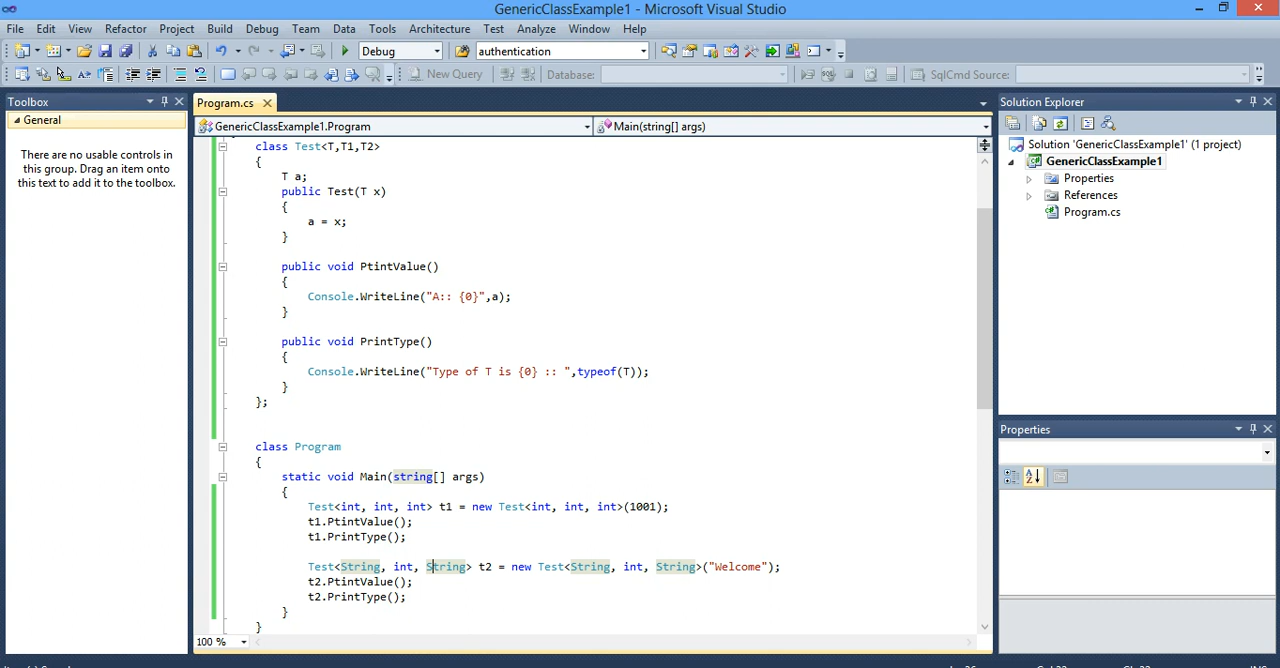 GenericClassExample1 - Microsoft Visual Studio
File Edit View Refactor Project Build Debug Team Data Tools Architecture Test Analyze Window Help
Debug authentication
New Query Database: SqlCmd Source:
Toolbox
General
There are no usable controls in
this group. Drag an item onto
this text to add it to the toolbox.
Program.cs
GenericClassExample1.Program Main(string[] args)
class Test<T,T1,T2>
{
T a;
public Test(T x)
{
a = x;
}
public void PtintValue()
{
Console.WriteLine("A:: {0}",a);
}
public void PrintType()
{
Console.WriteLine("Type of T is {0} :: ",typeof(T));
}
};
class Program
{
static void Main(string[] args)
{
Test<int, int, int> t1 = new Test<int, int, int>(1001);
t1.PtintValue();
t1.PrintType();
Test<String, int, String> t2 = new Test<String, int, String>("Welcome");
t2.PtintValue();
t2.PrintType();
}
}
100 %
Solution Explorer
Solution 'GenericClassExample1' (1 project)
GenericClassExample1
Properties
References
Program.cs
Properties